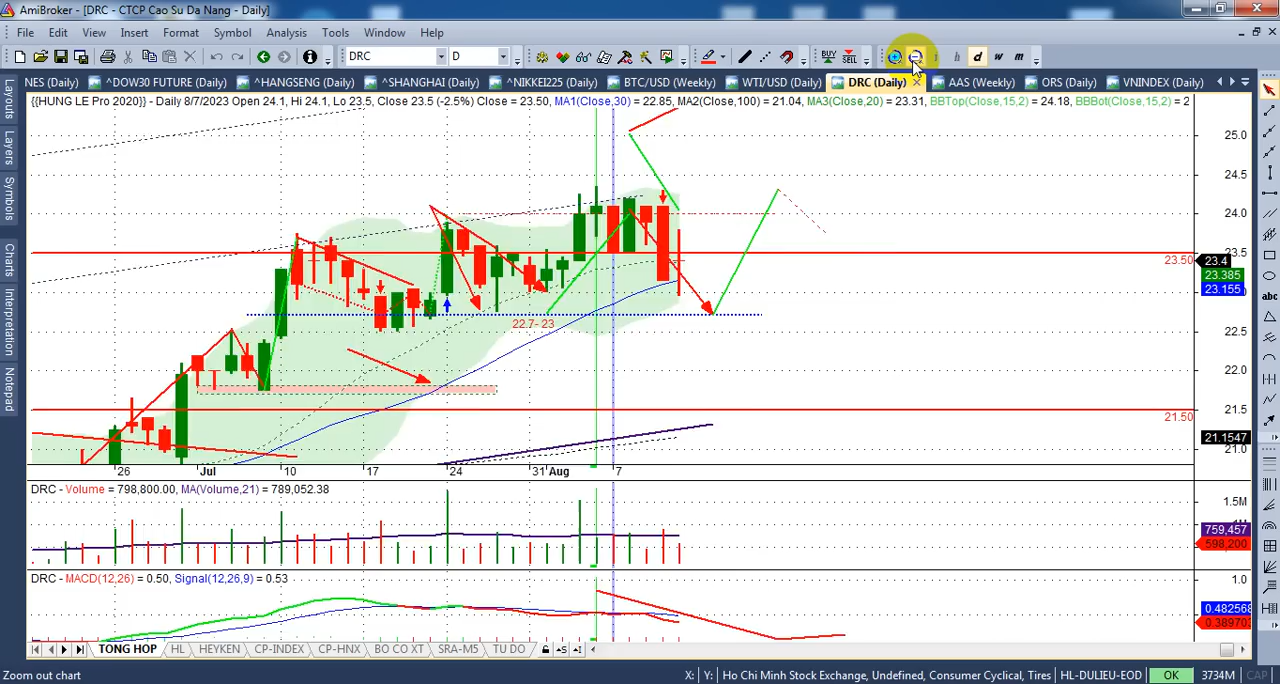 AmiBroker - [DRC - CTCP Cao Su Da Nang - Daily]
File Edit View Insert Format Symbol Analysis Tools Window Help
DRC D BUY SELL h d w m
NES (Daily) ^DOW30 FUTURE (Daily) ^HANGSENG (Daily) ^SHANGHAI (Daily) ^NIKKEI225 (Daily) BTC/USD (Weekly) WTI/USD (Daily) DRC (Daily) AAS (Weekly) ORS (Daily) VNINDEX (Daily)
Layouts
Layers
Symbols
Charts
Interpretation
Notepad
{{HUNG LE Pro 2020}} - Daily 8/7/2023 Open 24.1, Hi 24.1, Lo 23.5, Close 23.5 (-2.5%) Close = 23.50, MA1(Close,30) = 22.85, MA2(Close,100) = 21.04, MA3(Close,20) = 23.31, BBTop(Close,15,2) = 24.18, BBBot(Close,15,2) = 2
25.0
24.5
24.0
23.5
23.50
23.4
23.385
23.155
22.7- 23
22.5
22.0
21.5
21.50
21.1547
21.0
26 Jul 10 17 24 31 Aug 7
DRC - Volume = 798,800.00, MA(Volume,21) = 789,052.38
1.5M
759,457
598,200
DRC - MACD(12,26) = 0.50, Signal(12,26,9) = 0.53
1.0
0.482568
0.389702
TONG HOP HL HEYKEN CP-INDEX CP-HNX BO CO XT SRA-M5 TU DO
abc
Zoom out chart X: Y: Ho Chi Minh Stock Exchange, Undefined, Consumer Cyclical, Tires HL-DULIEU-EOD OK 3734M CAP